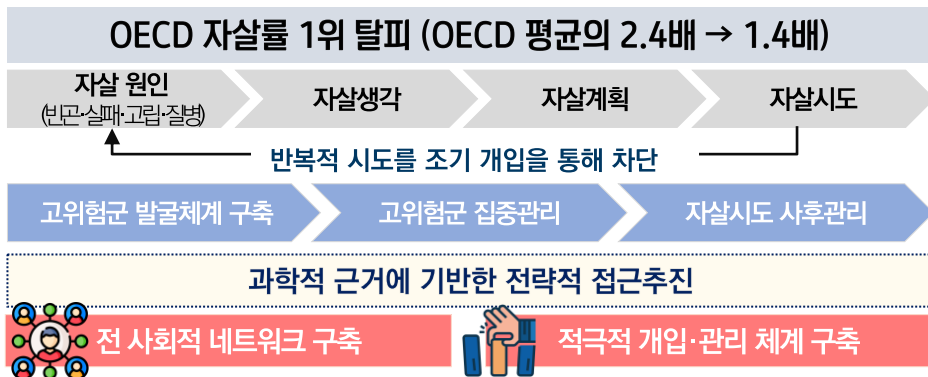 OECD 자살률 1위 탈피 (OECD 평균의 2.4배 → 1.4배)
자살 원인
(빈곤·실패·고립·질병)
자살생각
자살계획
자살시도
반복적 시도를 조기 개입을 통해 차단
고위험군 발굴체계 구축
고위험군 집중관리
자살시도 사후관리
과학적 근거에 기반한 전략적 접근추진
전 사회적 네트워크 구축
적극적 개입·관리 체계 구축